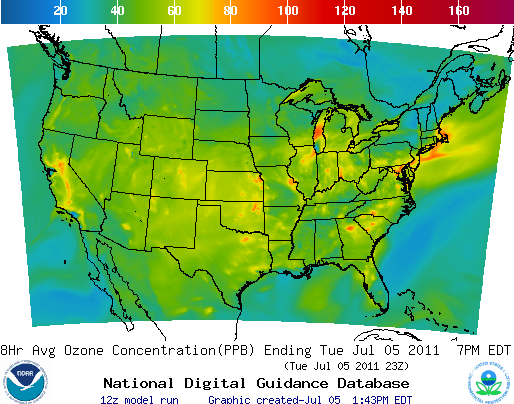 20 40 60 80 100 120 140 160
8Hr Avg Ozone Concentration(PPB) Ending Tue Jul 05 2011 7PM EDT
(Tue Jul 05 2011 23Z)
National Digital Guidance Database
12z model run Graphic created-Jul 05 1:43PM EDT
NOAA